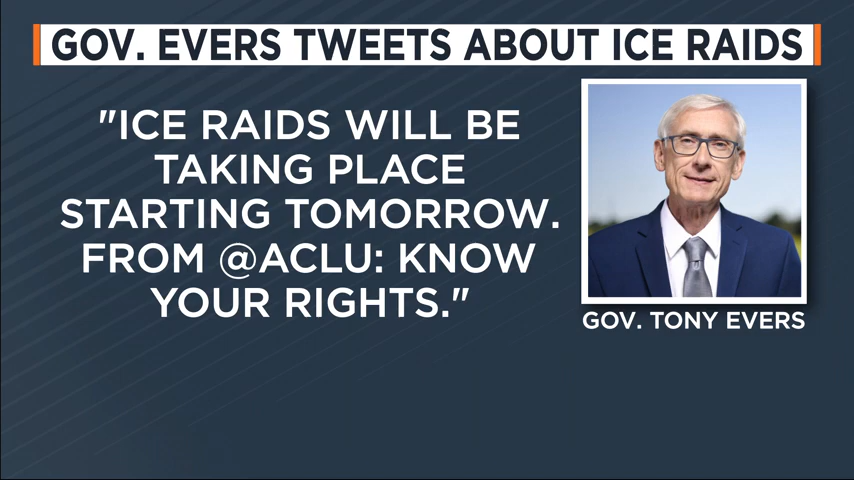 GOV. EVERS TWEETS ABOUT ICE RAIDS
"ICE RAIDS WILL BE
TAKING PLACE
STARTING TOMORROW.
FROM @ACLU: KNOW
YOUR RIGHTS."
GOV. TONY EVERS